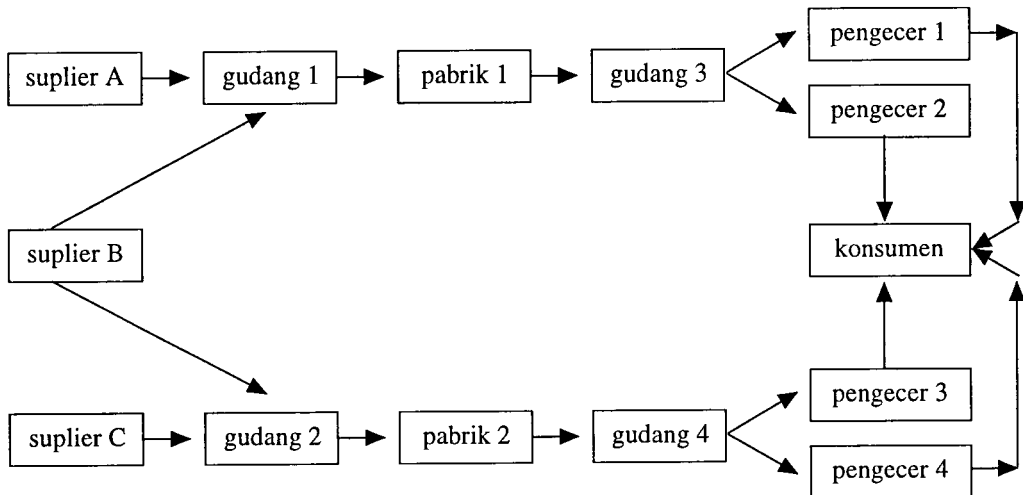 pengecer 1
suplier A
gudang 1
pabrik 1
gudang 3
pengecer 2
suplier B
konsumen
pengecer 3
suplier C
gudang 2
pabrik 2
gudang 4
pengecer 4